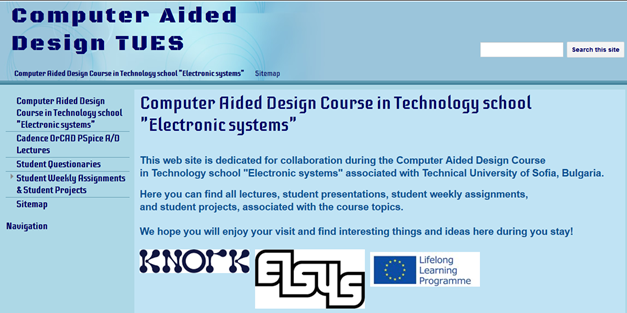 Computer Aided
Design TUES
Search this site
Computer Aided Design Course in Technology school "Electronic systems"
Sitemap
Computer Aided Design
Course in Technology school
"Electronic systems"
Cadence OrCAD PSpice A/D
Lectures
Student Questionaries
Student Weekly Assignments
& Student Projects
Sitemap
Navigation
Computer Aided Design Course in Technology school
"Electronic systems"
This web site is dedicated for collaboration during the Computer Aided Design Course
in Technology school "Electronic systems" associated with Technical University of Sofia, Bulgaria.
Here you can find all lectures, student presentations, student weekly assignments,
and student projects, associated with the course topics.
We hope you will enjoy your visit and find interesting things and ideas here during you stay!
KNORK
ELSYS
Lifelong
Learning
Programme